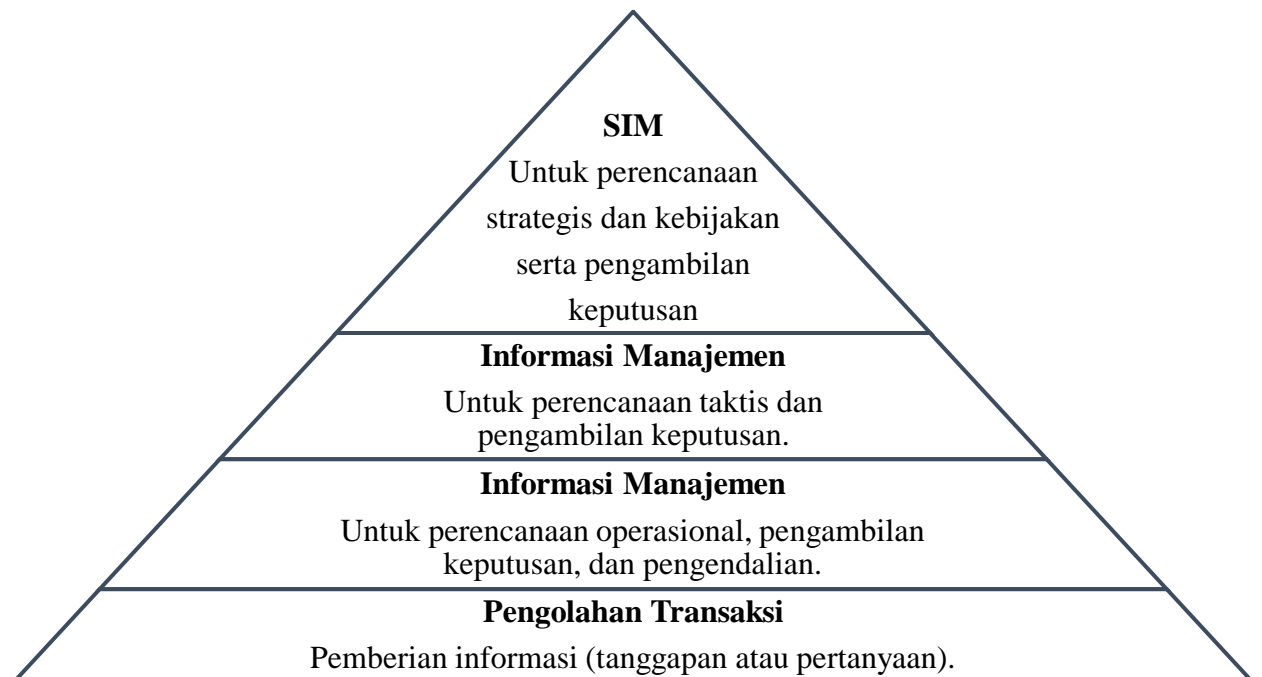 SIM
Untuk perencanaan
strategis dan kebijakan
serta pengambilan
keputusan
Informasi Manajemen
Untuk perencanaan taktis dan
pengambilan keputusan.
Informasi Manajemen
Untuk perencanaan operasional, pengambilan
keputusan, dan pengendalian.
Pengolahan Transaksi
Pemberian informasi (tanggapan atau pertanyaan).